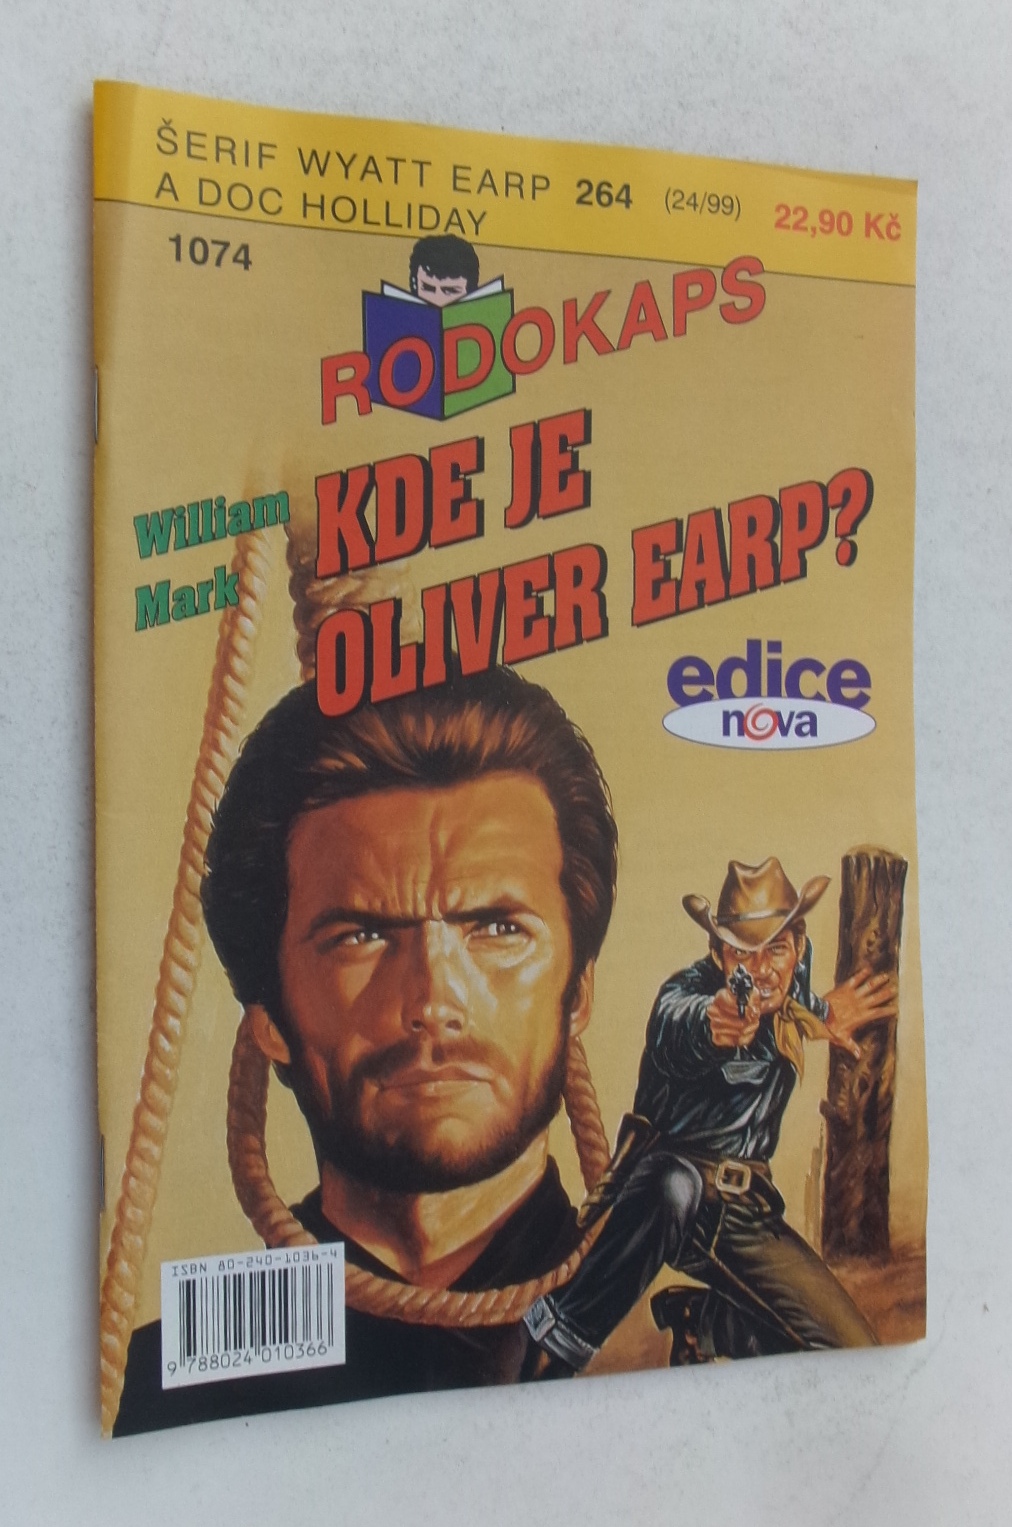 ŠERIF WYATT EARP 264 (24/99) 22,90 Kč
A DOC HOLLIDAY
1074
RODOKAPS
William
Mark
KDE JE
OLIVER EARP?
edice
nova
ISBN 80-240-1036-4
9 788024 010366